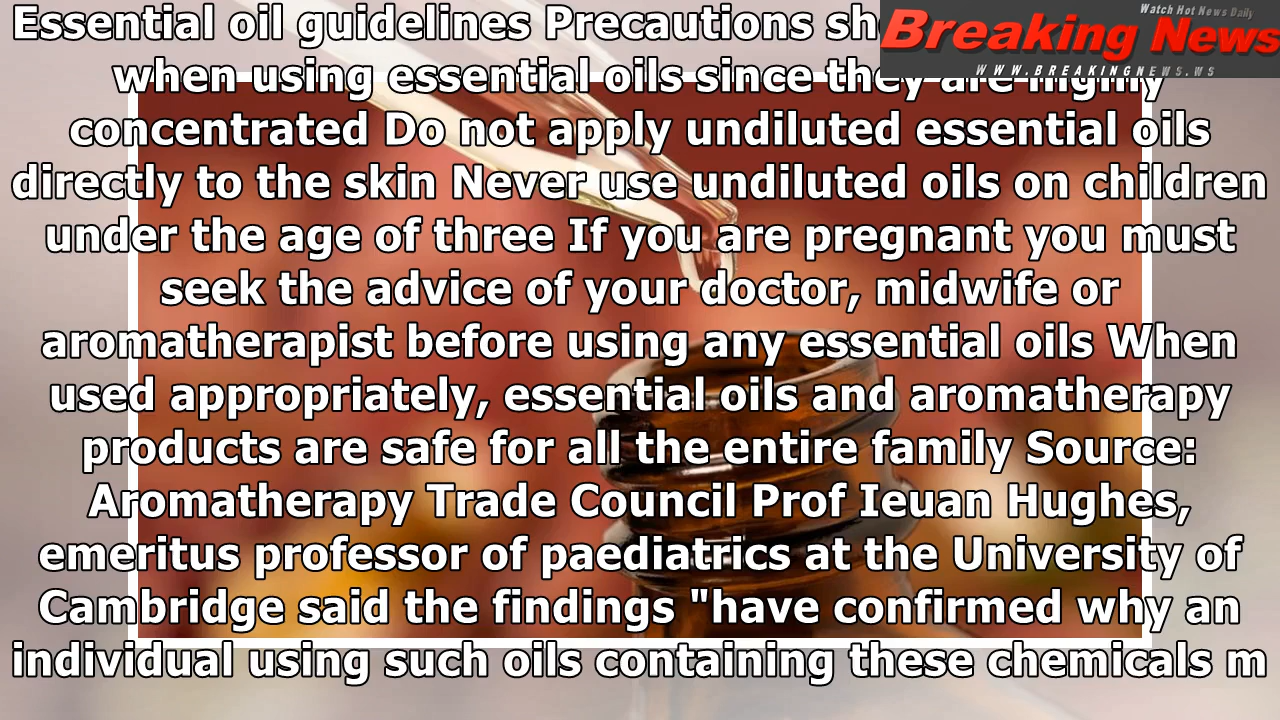 Essential oil guidelines Precautions
Watch Hot News Daily
Breaking News
WWW.BREAKINGNEWS.WS
when using essential oils since they are highly
concentrated Do not apply undiluted essential oils
directly to the skin Never use undiluted oils on children
under the age of three If you are pregnant you must
seek the advice of your doctor, midwife or
aromatherapist before using any essential oils When
used appropriately, essential oils and aromatherapy
products are safe for all the entire family Source:
Aromatherapy Trade Council Prof Ieuan Hughes,
emeritus professor of paediatrics at the University of
Cambridge said the findings "have confirmed why an
individual using such oils containing these chemicals m